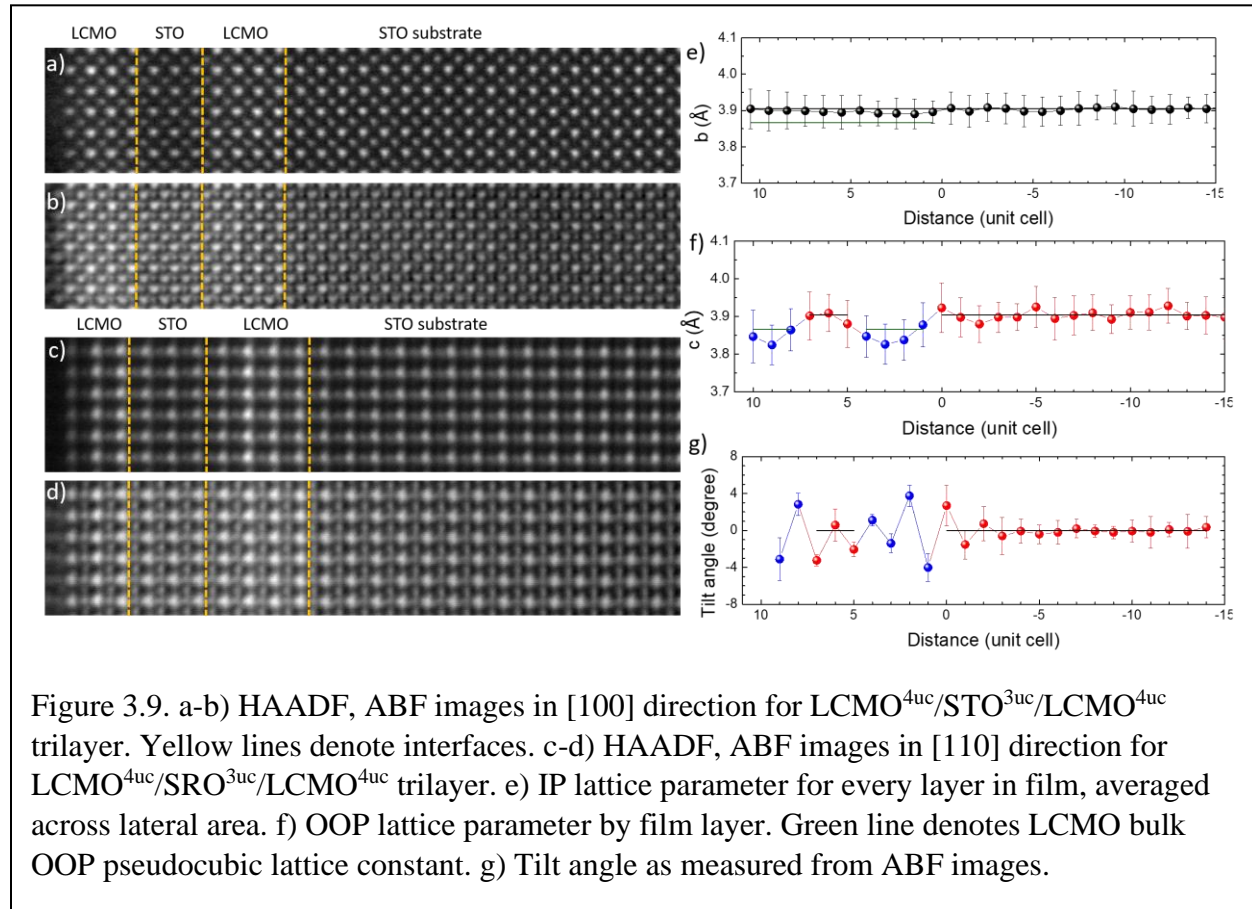 LCMO STO LCMO STO substrate
a)
b)
LCMO STO LCMO STO substrate
c)
d)
e)
4.1
4.0
3.9
3.8
3.7
b (Å)
10 5 0 -5 -10 -15
Distance (unit cell)
f)
4.1
4.0
3.9
3.8
3.7
c (Å)
10 5 0 -5 -10 -15
Distance (unit cell)
g)
8
4
0
-4
-8
Tilt angle (degree)
10 5 0 -5 -10 -15
Distance (unit cell)
Figure 3.9. a-b) HAADF, ABF images in [100] direction for LCMO⁴ᵘᶜ/STO³ᵘᶜ/LCMO⁴ᵘᶜ
trilayer. Yellow lines denote interfaces. c-d) HAADF, ABF images in [110] direction for
LCMO⁴ᵘᶜ/SRO³ᵘᶜ/LCMO⁴ᵘᶜ trilayer. e) IP lattice parameter for every layer in film, averaged
across lateral area. f) OOP lattice parameter by film layer. Green line denotes LCMO bulk
OOP pseudocubic lattice constant. g) Tilt angle as measured from ABF images.